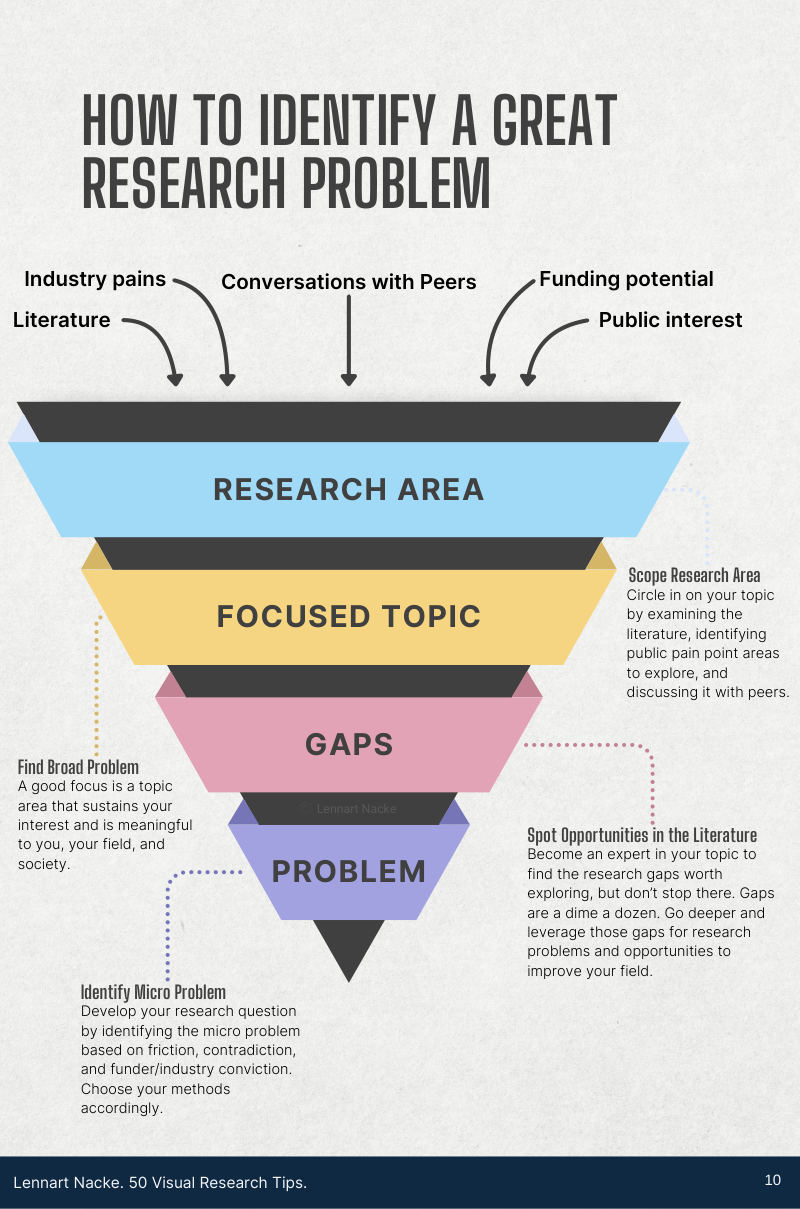 HOW TO IDENTIFY A GREAT
RESEARCH PROBLEM
Industry pains
Conversations with Peers
Funding potential
Literature
Public interest
RESEARCH AREA
FOCUSED TOPIC
Scope Research Area
Circle in on your topic
by examining the
literature, identifying
public pain point areas
to explore, and
discussing it with peers.
GAPS
Find Broad Problem
A good focus is a topic
area that sustains your
interest and is meaningful
to you, your field, and
society.
© Lennart Nacke
Spot Opportunities in the Literature
Become an expert in your topic to
find the research gaps worth
exploring, but don’t stop there. Gaps
are a dime a dozen. Go deeper and
leverage those gaps for research
problems and opportunities to
improve your field.
PROBLEM
Identify Micro Problem
Develop your research question
by identifying the micro problem
based on friction, contradiction,
and funder/industry conviction.
Choose your methods
accordingly.
Lennart Nacke. 50 Visual Research Tips.
10